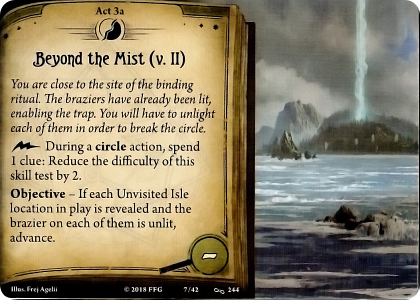 Act 3a
Beyond the Mist (v. II)
You are close to the site of the binding
ritual. The braziers have already been lit,
enabling the trap. You will have to unlight
each of them in order to break the circle.
During a circle action, spend
1 clue: Reduce the difficulty of this
skill test by 2.
Objective – If each Unvisited Isle
location in play is revealed and the
brazier on each of them is unlit,
advance.
–
Illus. Frej Agelii
© 2018 FFG
7/42
244